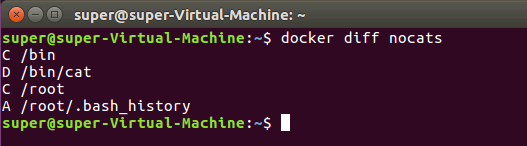 super@super-Virtual-Machine: ~
super@super-Virtual-Machine:~$ docker diff nocats
C /bin
D /bin/cat
C /root
A /root/.bash_history
super@super-Virtual-Machine:~$